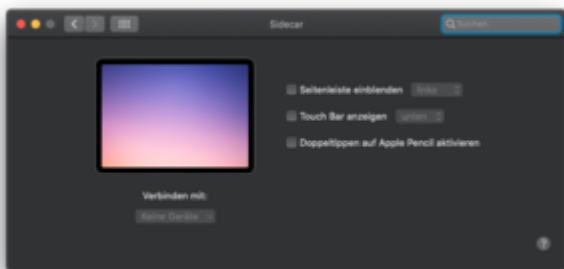 Sidecar
Suchen
Seitenleiste einblenden links
Touch Bar anzeigen unten
Doppeltippen auf Apple Pencil aktivieren
Verbinden mit:
Keine Geräte
?